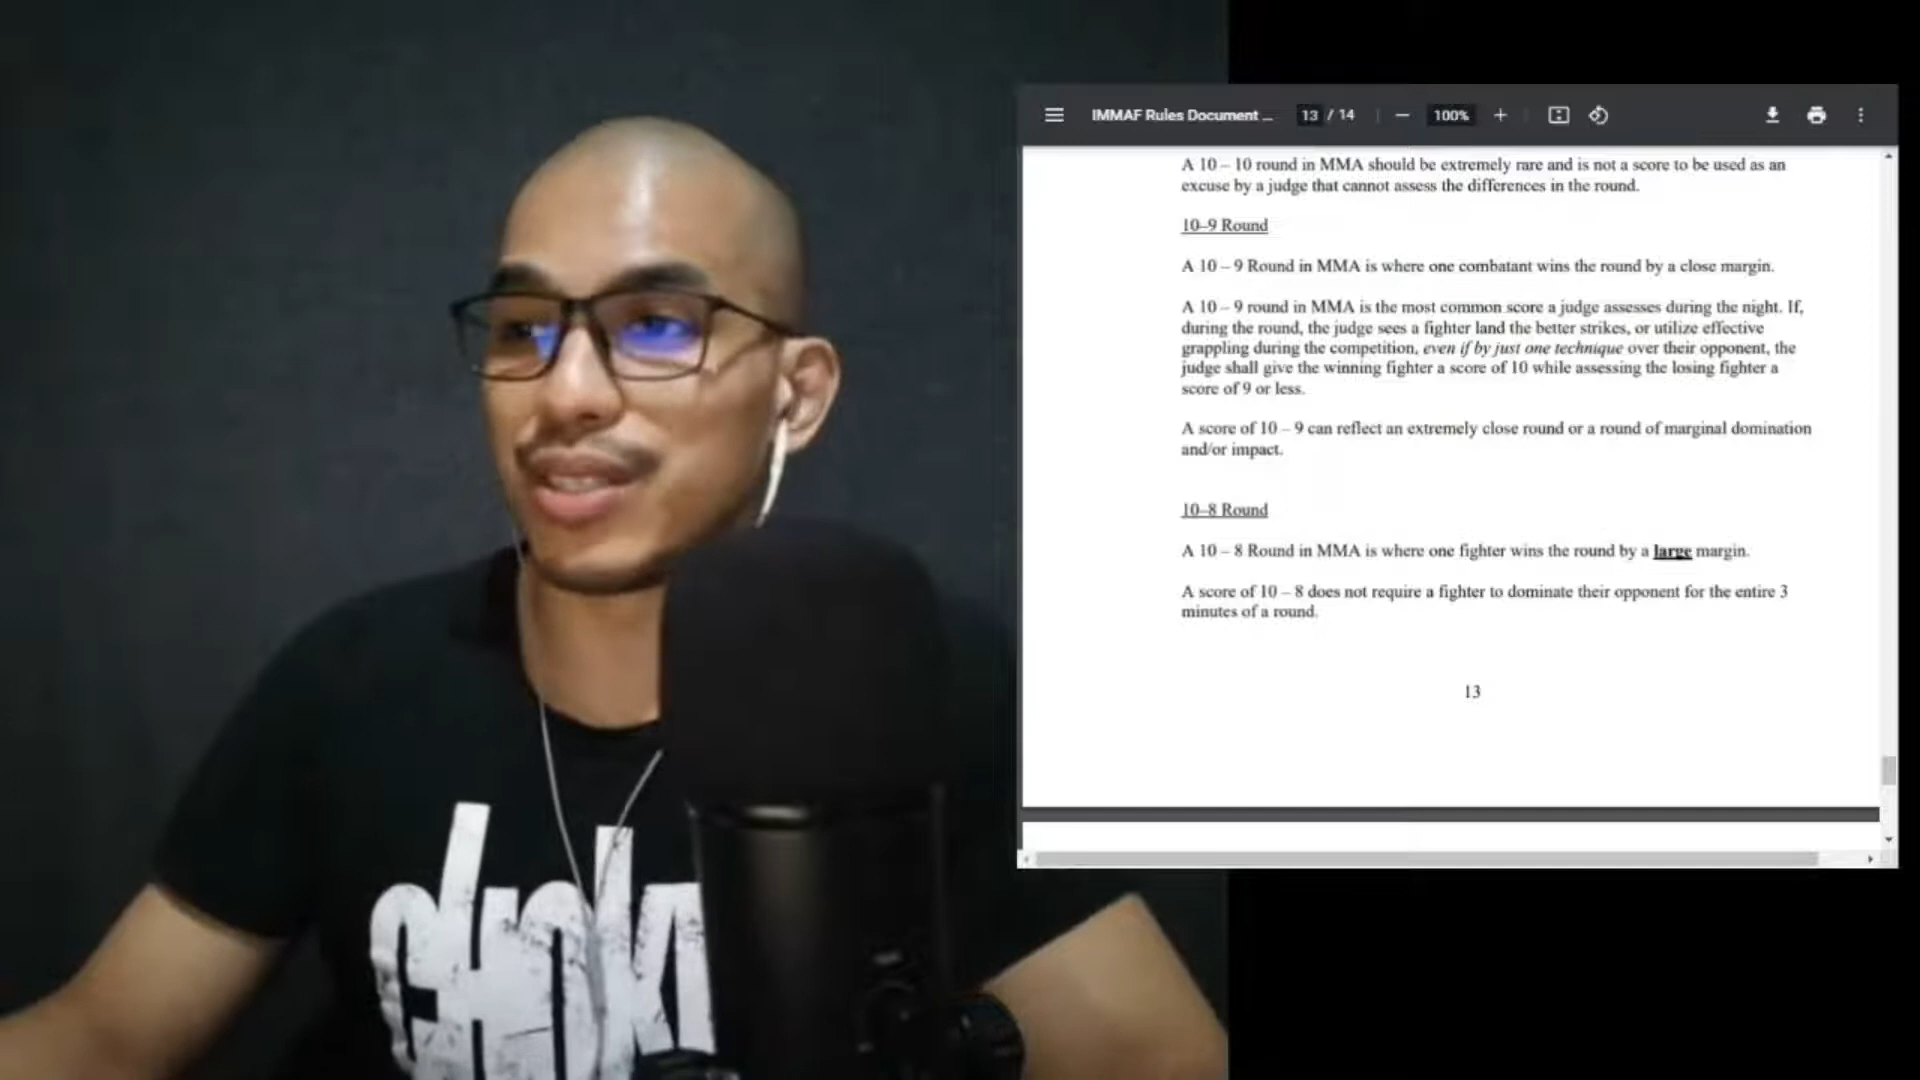 IMMAF Rules Document ...
13 / 14
100%
A 10 – 10 round in MMA should be extremely rare and is not a score to be used as an
excuse by a judge that cannot assess the differences in the round.
10–9 Round
A 10 – 9 Round in MMA is where one combatant wins the round by a close margin.
A 10 – 9 round in MMA is the most common score a judge assesses during the night. If,
during the round, the judge sees a fighter land the better strikes, or utilize effective
grappling during the competition, even if by just one technique over their opponent, the
judge shall give the winning fighter a score of 10 while assessing the losing fighter a
score of 9 or less.
A score of 10 – 9 can reflect an extremely close round or a round of marginal domination
and/or impact.
10–8 Round
A 10 – 8 Round in MMA is where one fighter wins the round by a large margin.
A score of 10 – 8 does not require a fighter to dominate their opponent for the entire 3
minutes of a round.
13